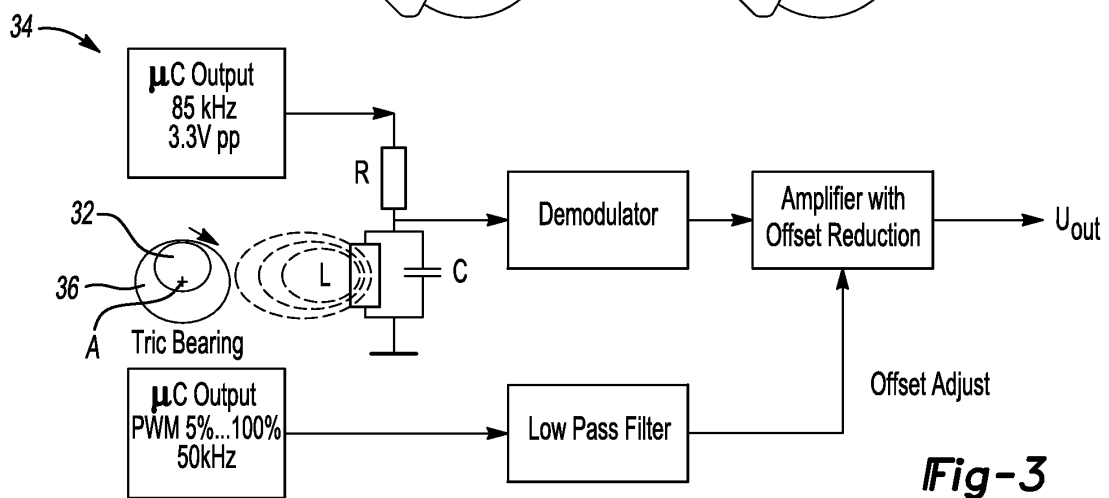 34
μC Output
85 kHz
3.3V pp
R
32
36
A
Tric Bearing
L
C
Demodulator
Amplifier with
Offset Reduction
Uout
μC Output
PWM 5%...100%
50kHz
Low Pass Filter
Offset Adjust
Fig-3